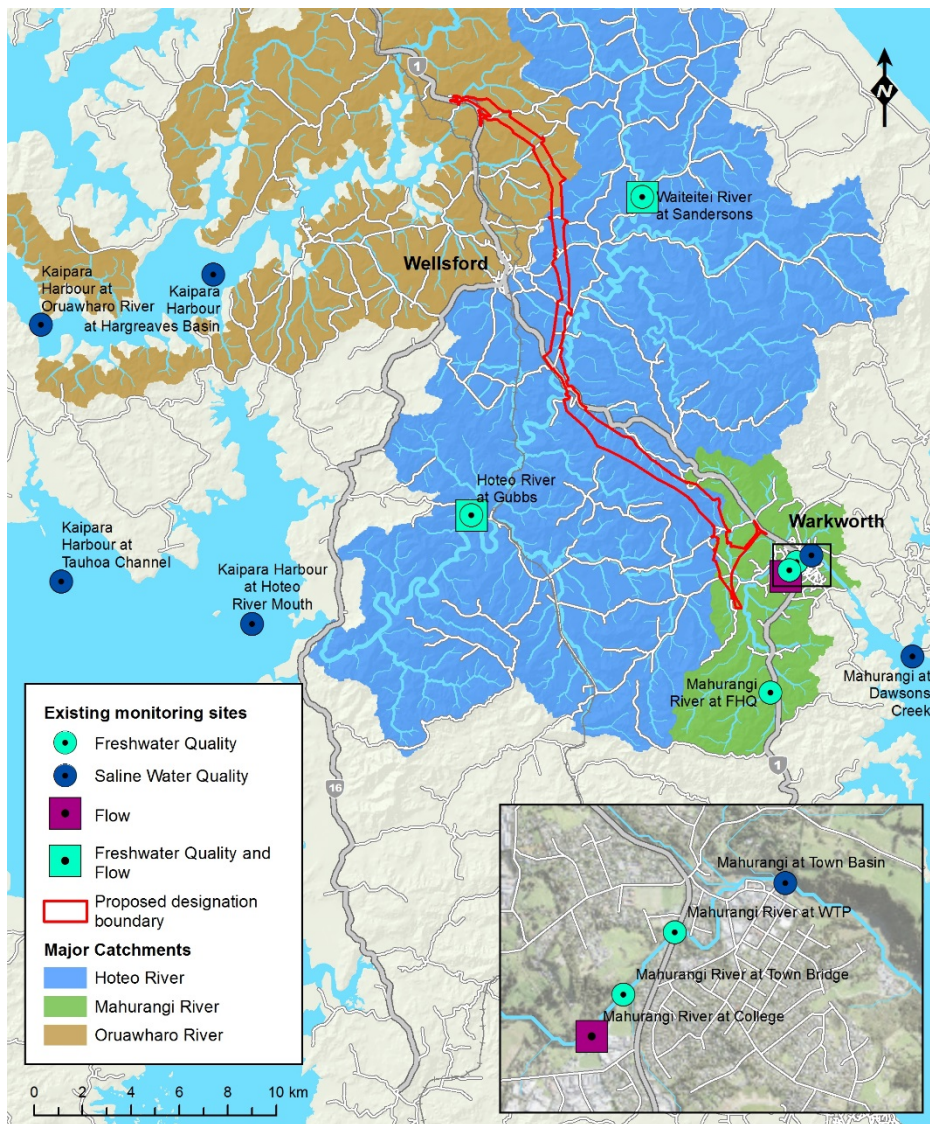 1
N
Waiteitei River
at Sandersons
Wellsford
Kaipara
Harbour at
Oruawharo River
Kaipara
Harbour
at Hargreaves Basin
Hoteo River
at Gubbs
Warkworth
Kaipara
Harbour at
Tauhoa Channel
Kaipara Harbour
at Hoteo
River Mouth
Mahurangi at
Dawsons
Creek
Mahurangi
River at FHQ
1
16
Existing monitoring sites
Freshwater Quality
Saline Water Quality
Flow
Freshwater Quality and
Flow
Proposed designation
boundary
Major Catchments
Hoteo River
Mahurangi River
Oruawharo River
0 2 4 6 8 10 km
Mahurangi at Town Basin
Mahurangi River at WTP
Mahurangi River at Town Bridge
Mahurangi River at College